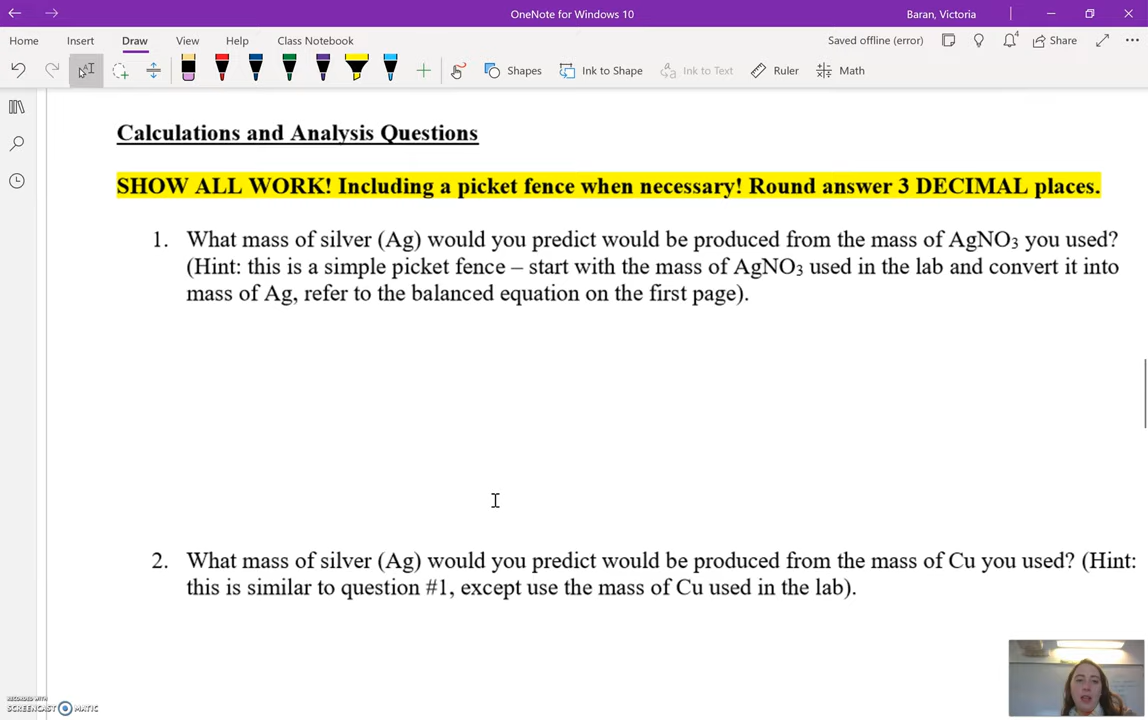 OneNote for Windows 10
Baran, Victoria
Home Insert Draw View Help Class Notebook
Saved offline (error)
4
Share
Shapes
Ink to Shape
Ink to Text
Ruler
Math
Calculations and Analysis Questions
SHOW ALL WORK! Including a picket fence when necessary! Round answer 3 DECIMAL places.
1. What mass of silver (Ag) would you predict would be produced from the mass of AgNO₃ you used?
(Hint: this is a simple picket fence – start with the mass of AgNO₃ used in the lab and convert it into
mass of Ag, refer to the balanced equation on the first page).
2. What mass of silver (Ag) would you predict would be produced from the mass of Cu you used? (Hint:
this is similar to question #1, except use the mass of Cu used in the lab).
RECORDED WITH
SCREENCAST MATIC